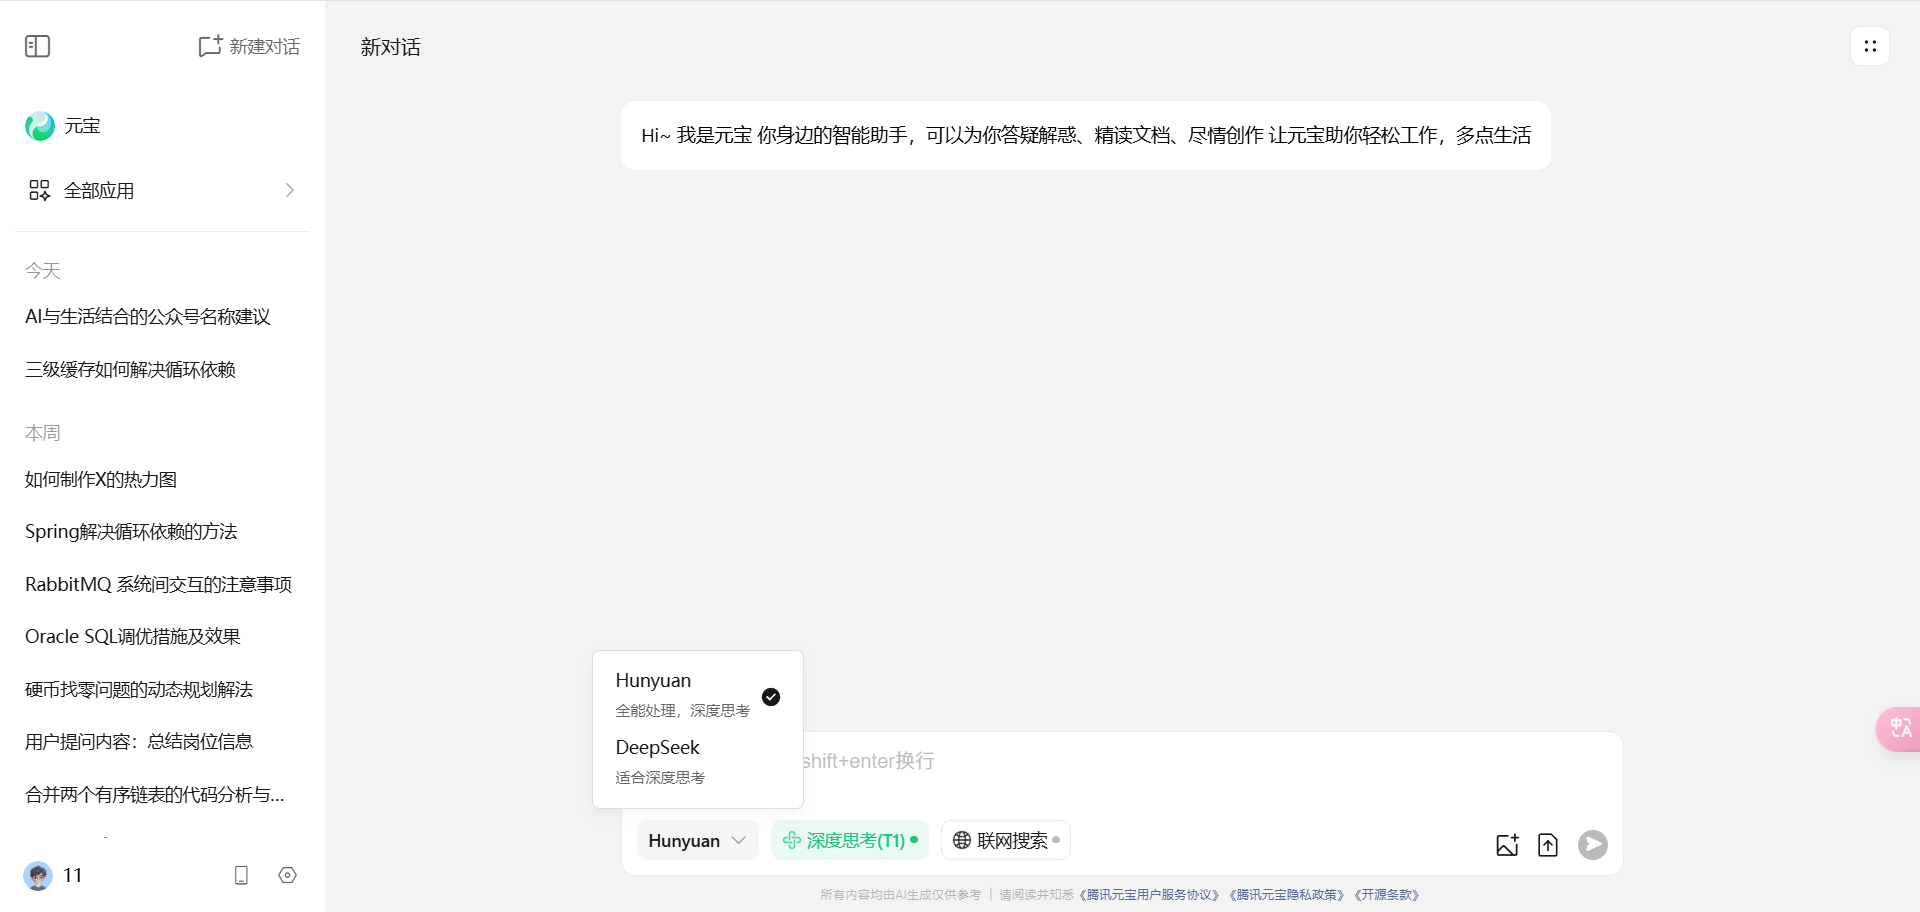 新建对话
新对话
元宝
全部应用
今天
AI与生活结合的公众号名称建议
三级缓存如何解决循环依赖
本周
如何制作X的热力图
Spring解决循环依赖的方法
RabbitMQ 系统间交互的注意事项
Oracle SQL调优措施及效果
硬币找零问题的动态规划解法
用户提问内容：总结岗位信息
合并两个有序链表的代码分析与...
11
Hi~ 我是元宝 你身边的智能助手，可以为你答疑解惑、精读文档、尽情创作 让元宝助你轻松工作，多点生活
Hunyuan
全能处理，深度思考
DeepSeek
适合深度思考
shift+enter换行
Hunyuan
深度思考(T1)
联网搜索
所有内容均由AI生成仅供参考 | 请阅读并知悉《腾讯元宝用户服务协议》《腾讯元宝隐私政策》《开源条款》
中A